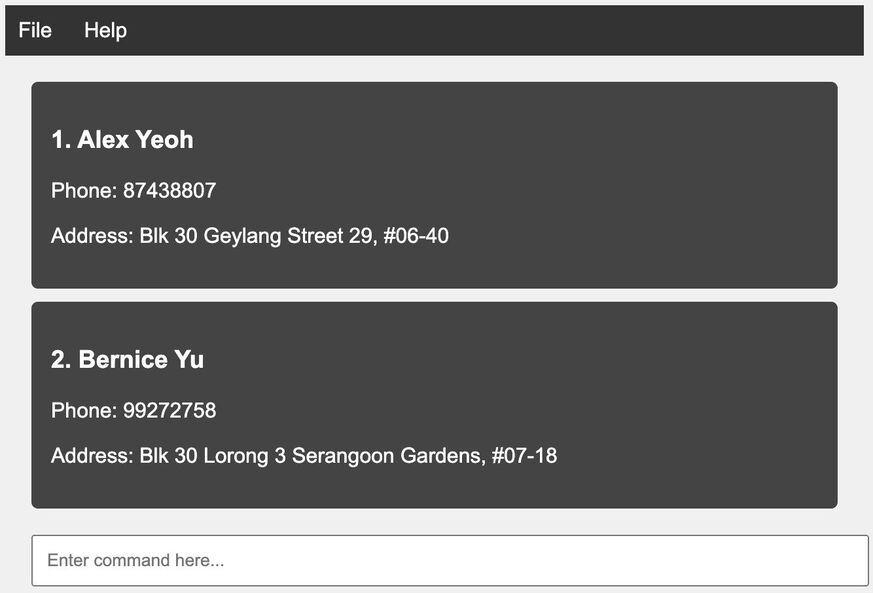 File Help
1. Alex Yeoh
Phone: 87438807
Address: Blk 30 Geylang Street 29, #06-40
2. Bernice Yu
Phone: 99272758
Address: Blk 30 Lorong 3 Serangoon Gardens, #07-18
Enter command here...